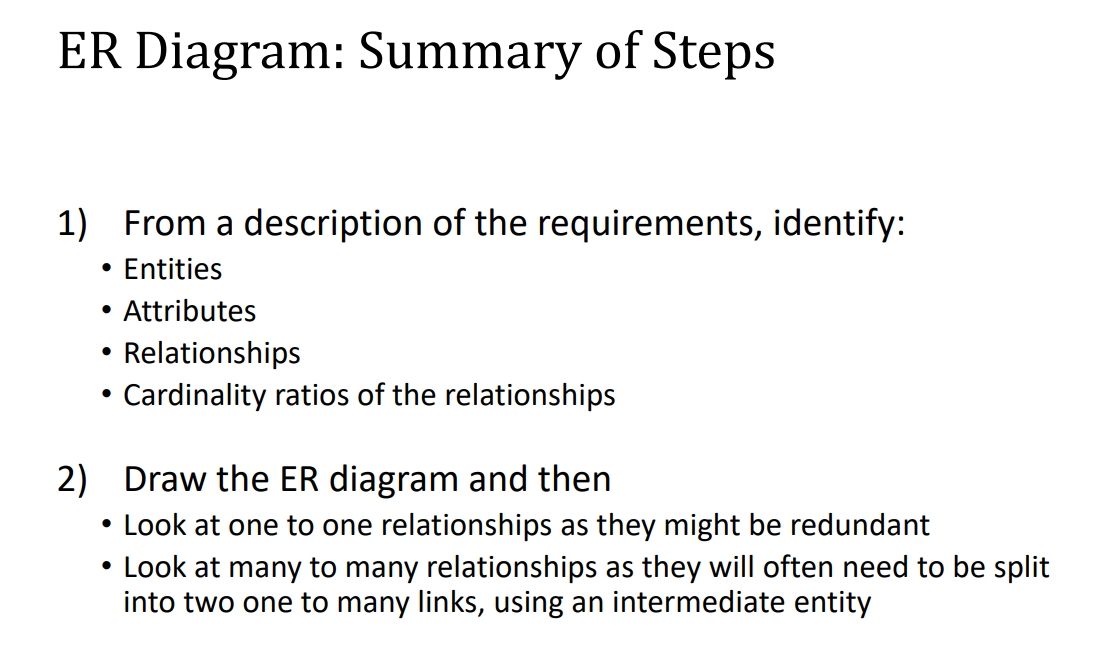 ER Diagram: Summary of Steps
1) From a description of the requirements, identify:
• Entities
• Attributes
• Relationships
• Cardinality ratios of the relationships
2) Draw the ER diagram and then
• Look at one to one relationships as they might be redundant
• Look at many to many relationships as they will often need to be split
into two one to many links, using an intermediate entity